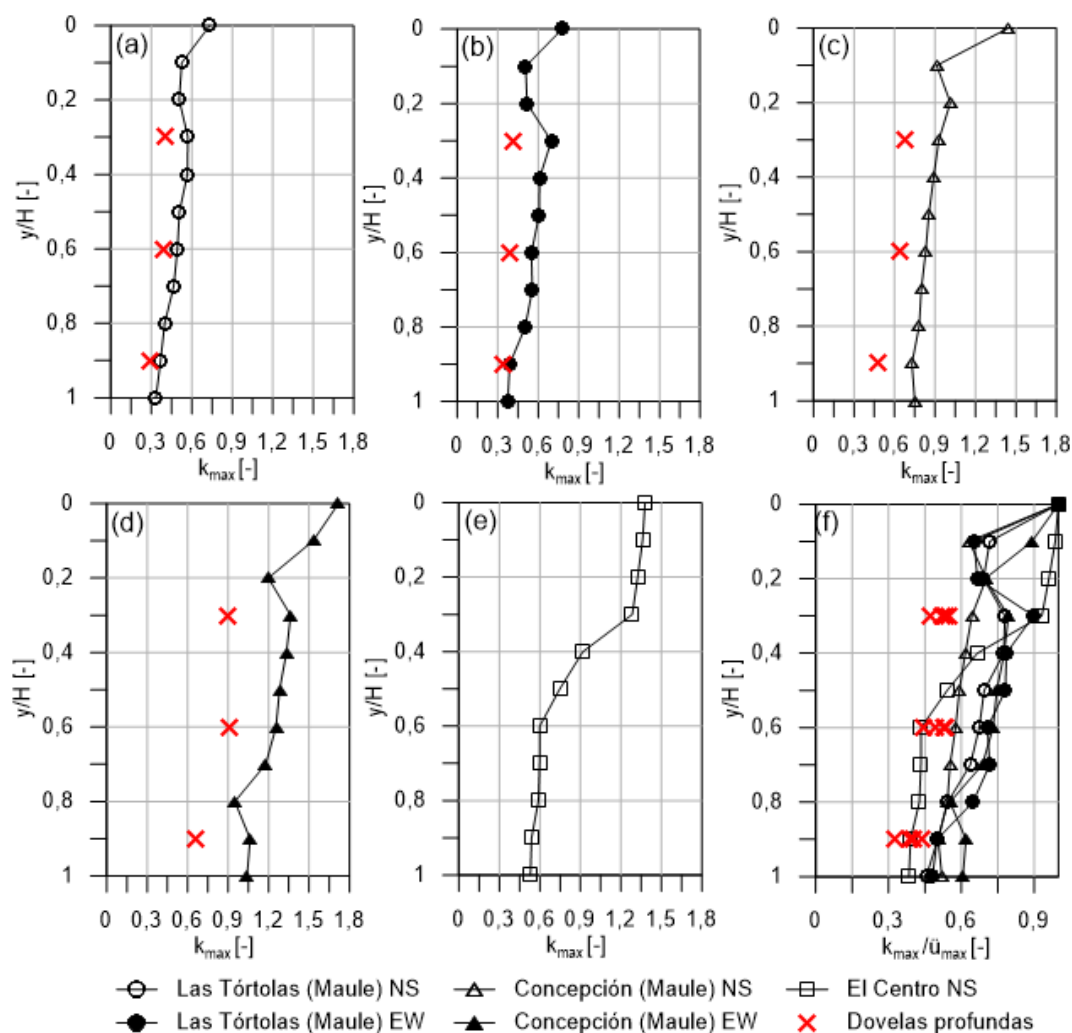 (a)
0
0,2
0,4
0,6
0,8
1
y/H [-]
0 0,3 0,6 0,9 1,2 1,5 1,8
k_max [-]
(b)
0
0,2
0,4
0,6
0,8
1
y/H [-]
0 0,3 0,6 0,9 1,2 1,5 1,8
k_max [-]
(c)
0
0,2
0,4
0,6
0,8
1
y/H [-]
0 0,3 0,6 0,9 1,2 1,5 1,8
k_max [-]
(d)
0
0,2
0,4
0,6
0,8
1
y/H [-]
0 0,3 0,6 0,9 1,2 1,5 1,8
k_max [-]
(e)
0
0,2
0,4
0,6
0,8
1
y/H [-]
0 0,3 0,6 0,9 1,2 1,5 1,8
k_max [-]
(f)
0
0,2
0,4
0,6
0,8
1
y/H [-]
0 0,3 0,6 0,9
k_max/ü_max [-]
Las Tórtolas (Maule) NS
Concepción (Maule) NS
El Centro NS
Las Tórtolas (Maule) EW
Concepción (Maule) EW
Dovelas profundas